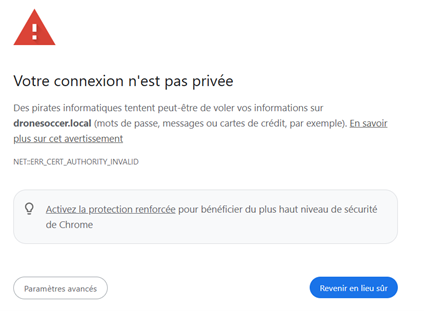 Votre connexion n'est pas privée
Des pirates informatiques tentent peut-être de voler vos informations sur
dronesoccer.local (mots de passe, messages ou cartes de crédit, par exemple). En savoir
plus sur cet avertissement
NET::ERR_CERT_AUTHORITY_INVALID
Activez la protection renforcée pour bénéficier du plus haut niveau de sécurité
de Chrome
Paramètres avancés
Revenir en lieu sûr